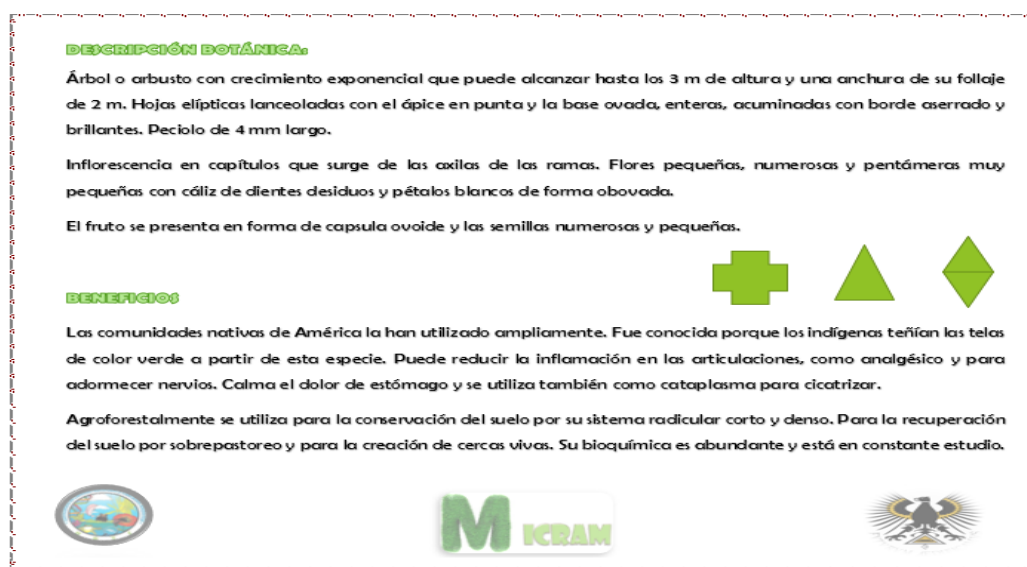 DESCRIPCIÓN BOTÁNICA:
Árbol o arbusto con crecimiento exponencial que puede alcanzar hasta los 3 m de altura y una anchura de su follaje
de 2 m. Hojas elípticas lanceoladas con el ápice en punta y la base ovada, enteras, acuminadas con borde aserrado y
brillantes. Peciolo de 4 mm largo.
Inflorescencia en capítulos que surge de las axilas de las ramas. Flores pequeñas, numerosas y pentámeras muy
pequeñas con cáliz de dientes desiduos y pétalos blancos de forma obovada.
El fruto se presenta en forma de capsula ovoide y las semillas numerosas y pequeñas.
BENEFICIOS
Las comunidades nativas de América la han utilizado ampliamente. Fue conocida porque los indígenas teñían las telas
de color verde a partir de esta especie. Puede reducir la inflamación en las articulaciones, como analgésico y para
adormecer nervios. Calma el dolor de estómago y se utiliza también como cataplasma para cicatrizar.
Agroforestalmente se utiliza para la conservación del suelo por su sistema radicular corto y denso. Para la recuperación
del suelo por sobrepastoreo y para la creación de cercas vivas. Su bioquímica es abundante y está en constante estudio.
MICRAM